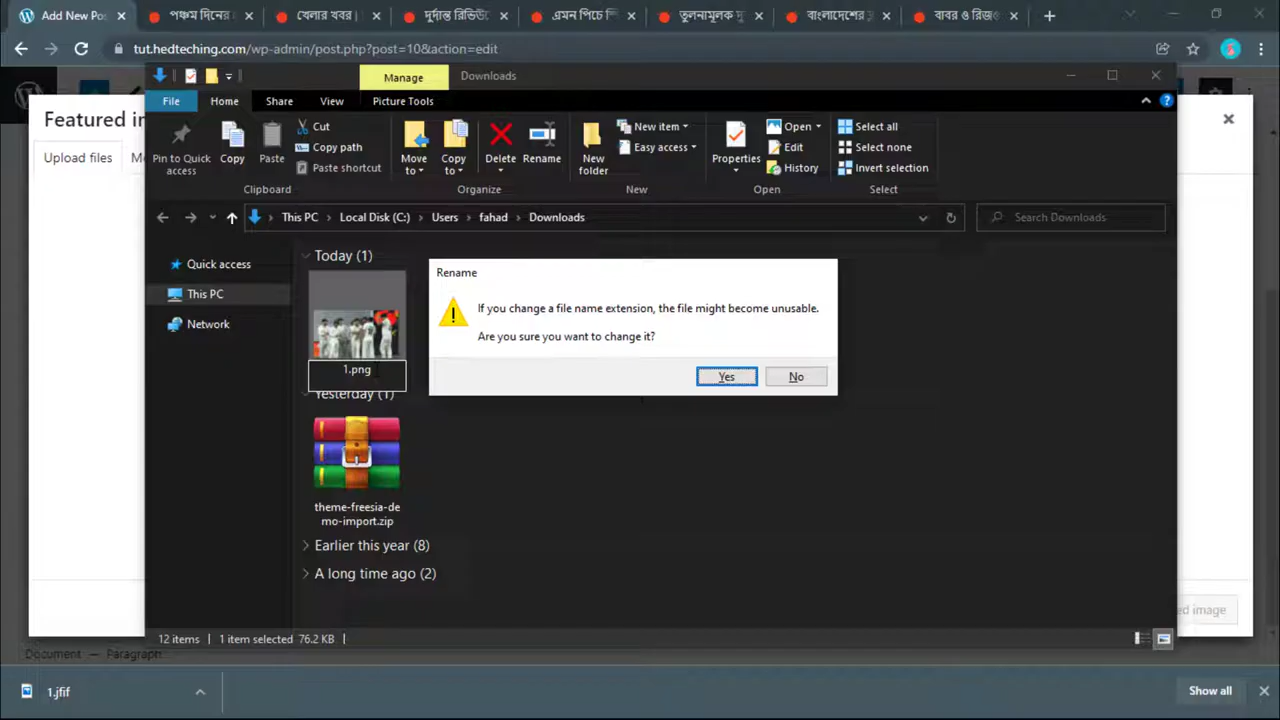 Add New Pos
পঞ্চম দিনের
খেলার খবর
দুর্দান্ত রিভিউ
এমন পিচে
তুলনামূলক
বাংলাদেশের
বাবর ও রিজও
tut.hedteching.com/wp-admin/post.php?post=10&action=edit
Manage
Downloads
File
Home
Share
View
Picture Tools
Featured im
Upload files
Me
Pin to Quick access
Copy
Paste
Cut
Copy path
Paste shortcut
Move to
Copy to
Delete
Rename
New folder
New item
Easy access
Properties
Open
Edit
History
Select all
Select none
Invert selection
Clipboard
Organize
New
Open
Select
This PC
Local Disk (C:)
Users
fahad
Downloads
Search Downloads
Quick access
This PC
Network
Today (1)
1.png
Rename
If you change a file name extension, the file might become unusable.
Are you sure you want to change it?
Yes
No
Yesterday (1)
theme-freesia-de
mo-import.zip
Earlier this year (8)
A long time ago (2)
ed image
12 items
1 item selected 76.2 KB
Document → Paragraph
1.jfif
Show all